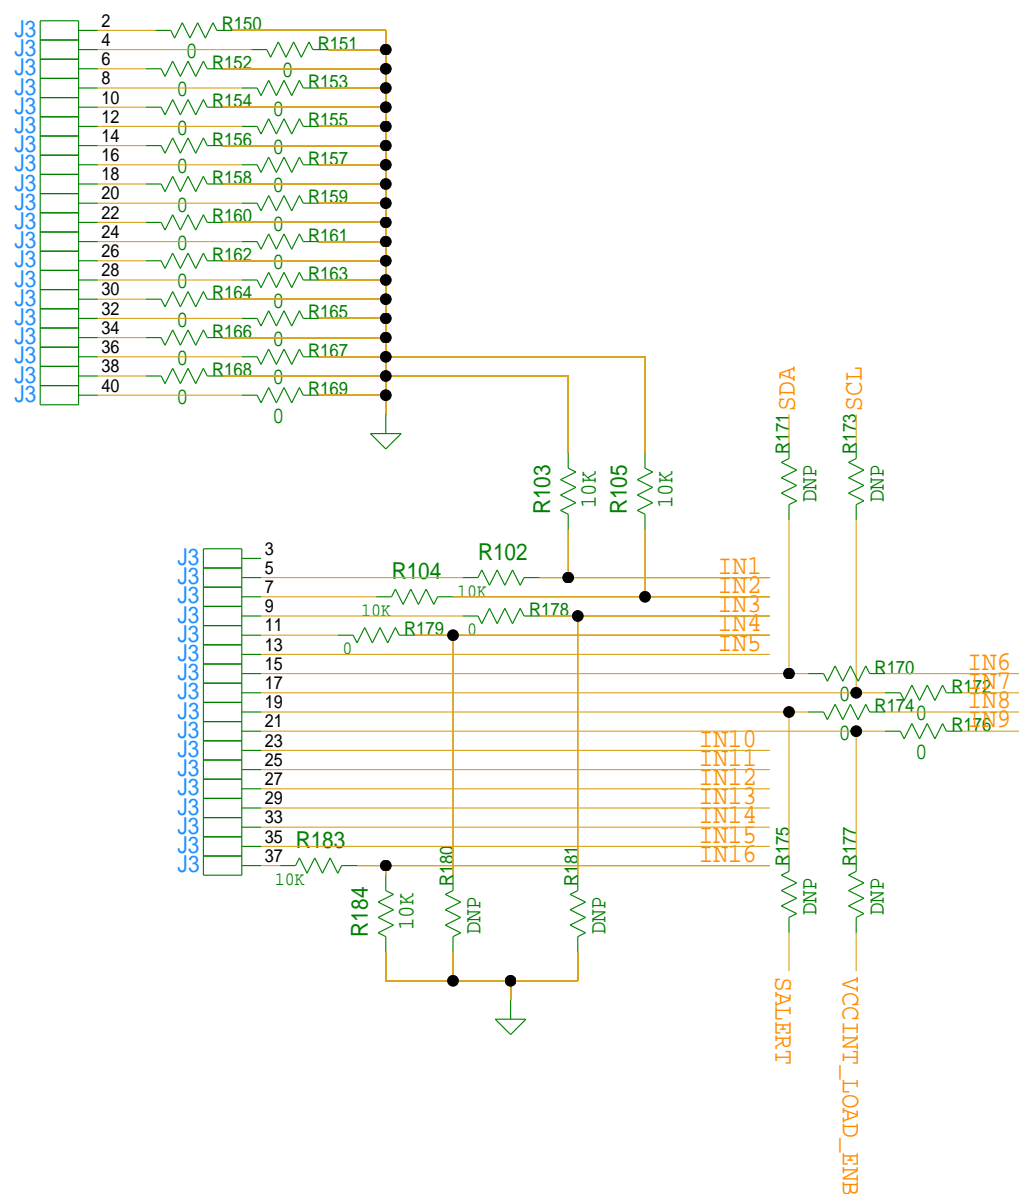 J3 2 R150 0
J3 4 R151 0
J3 6 R152 0
J3 8 R153 0
J3 10 R154 0
J3 12 R155 0
J3 14 R156 0
J3 16 R157 0
J3 18 R158 0
J3 20 R159 0
J3 22 R160 0
J3 24 R161 0
J3 26 R162 0
J3 28 R163 0
J3 30 R164 0
J3 32 R165 0
J3 34 R166 0
J3 36 R167 0
J3 38 R168 0
J3 40 R169 0
SDA
SCL
R171 DNP
R173 DNP
R103 10K
R105 10K
J3 3
J3 5 R102 10K IN1
J3 7 R104 10K IN2
J3 9 R178 0 IN3
J3 11 R179 0 IN4
J3 13 IN5
J3 15 R170 0 IN6
J3 17 R172 0 IN7
J3 19 R174 0 IN8
J3 21 R176 0 IN9
J3 23 IN10
J3 25 IN11
J3 27 IN12
J3 29 IN13
J3 33 IN14
J3 35 IN15
J3 37 R183 10K IN16
R184 10K
R180 DNP
R181 DNP
R175 DNP
R177 DNP
SALERT
VCCINT_LOAD_ENB